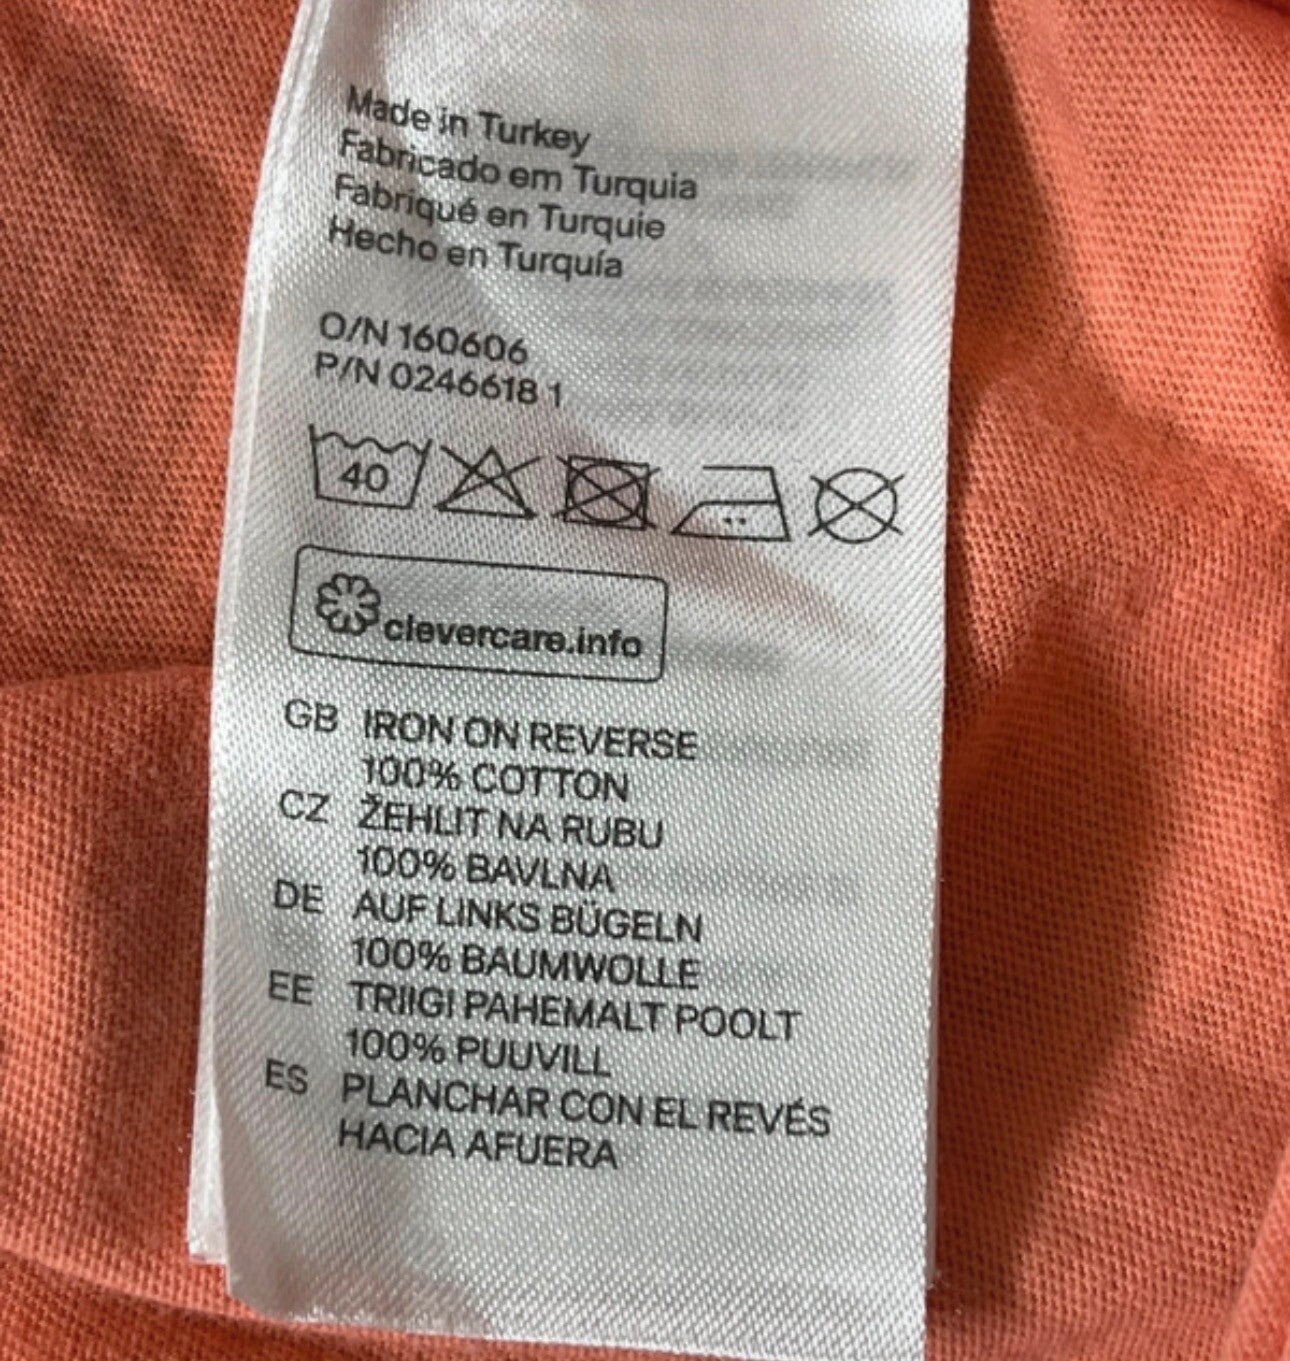 Made in Turkey
Fabricado em Turquia
Fabriqué en Turquie
Hecho en Turquía
O/N 160606
P/N 0246618 1
40
clevercare.info
GB IRON ON REVERSE
100% COTTON
CZ ŽEHLIT NA RUBU
100% BAVLNA
DE AUF LINKS BÜGELN
100% BAUMWOLLE
EE TRIIGI PAHEMALT POOLT
100% PUUVILL
ES PLANCHAR CON EL REVÉS
HACIA AFUERA